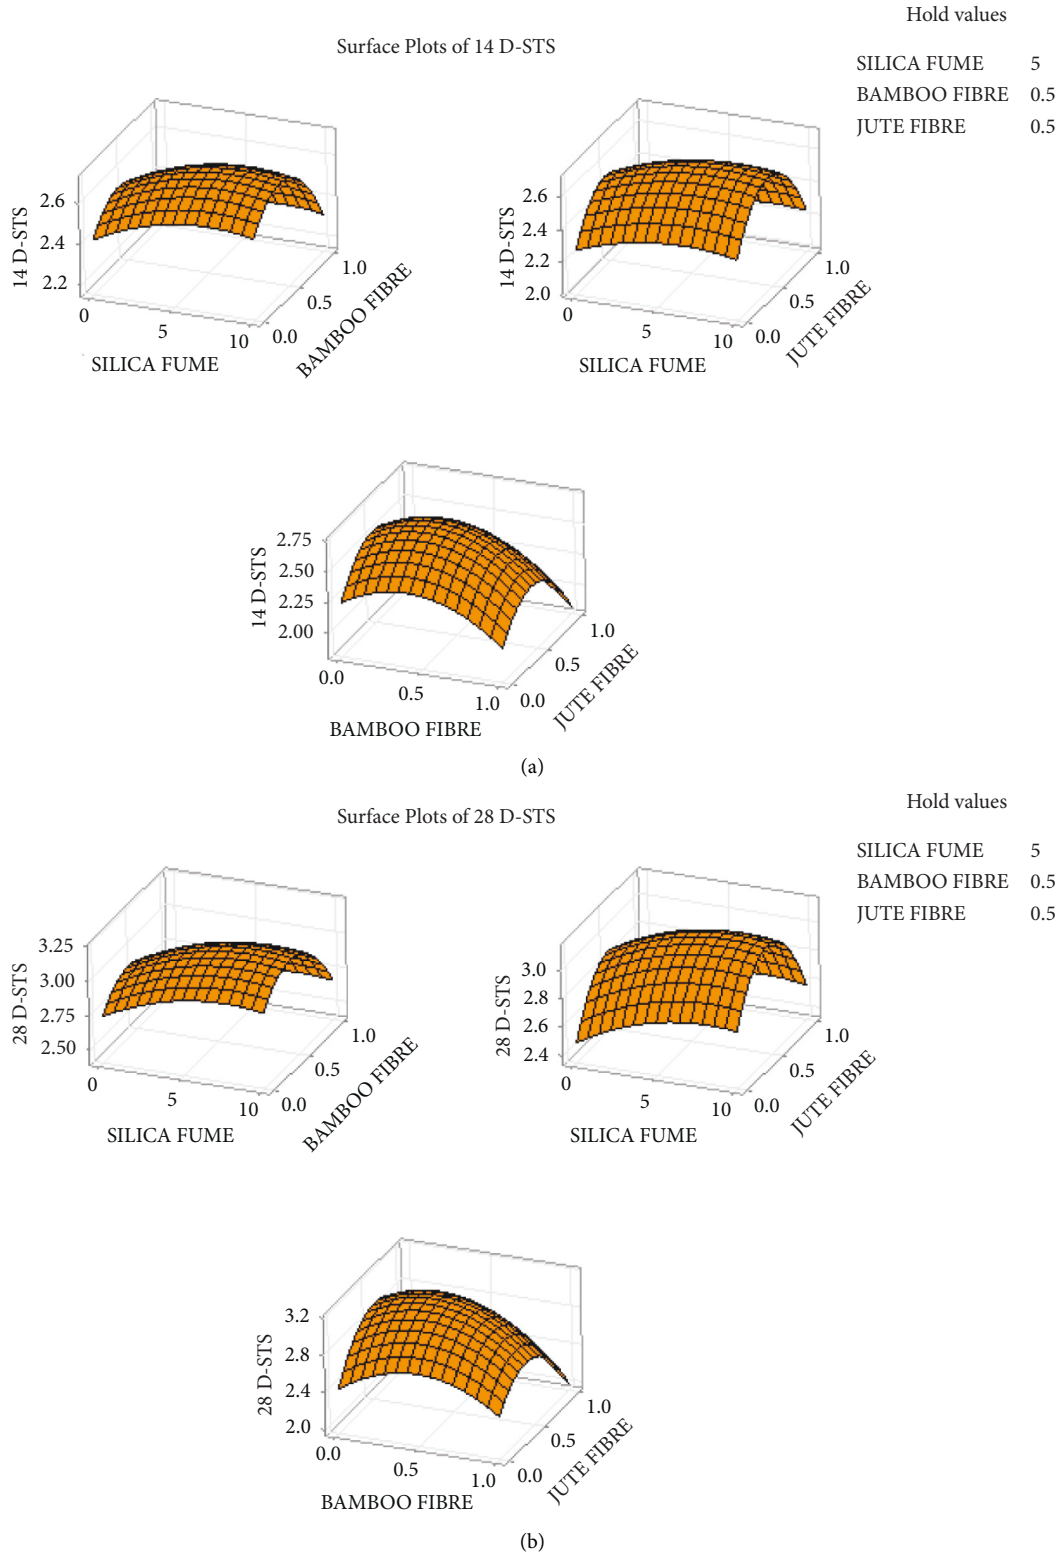 Hold values
Surface Plots of 14 D-STS
SILICA FUME 5
BAMBOO FIBRE 0.5
JUTE FIBRE 0.5
2.6
2.4
2.2
14 D-STS
0
5
10
SILICA FUME
0.0
0.5
1.0
BAMBOO FIBRE
2.6
2.4
2.2
2.0
14 D-STS
0
5
10
SILICA FUME
0.0
0.5
1.0
JUTE FIBRE
2.75
2.50
2.25
2.00
14 D-STS
0.0
0.5
1.0
BAMBOO FIBRE
0.0
0.5
1.0
JUTE FIBRE
(a)
Hold values
Surface Plots of 28 D-STS
SILICA FUME 5
BAMBOO FIBRE 0.5
JUTE FIBRE 0.5
3.25
3.00
2.75
2.50
28 D-STS
0
5
10
SILICA FUME
0.0
0.5
1.0
BAMBOO FIBRE
3.0
2.8
2.6
2.4
28 D-STS
0
5
10
SILICA FUME
0.0
0.5
1.0
JUTE FIBRE
3.2
2.8
2.4
2.0
28 D-STS
0.0
0.5
1.0
BAMBOO FIBRE
0.0
0.5
1.0
JUTE FIBRE
(b)